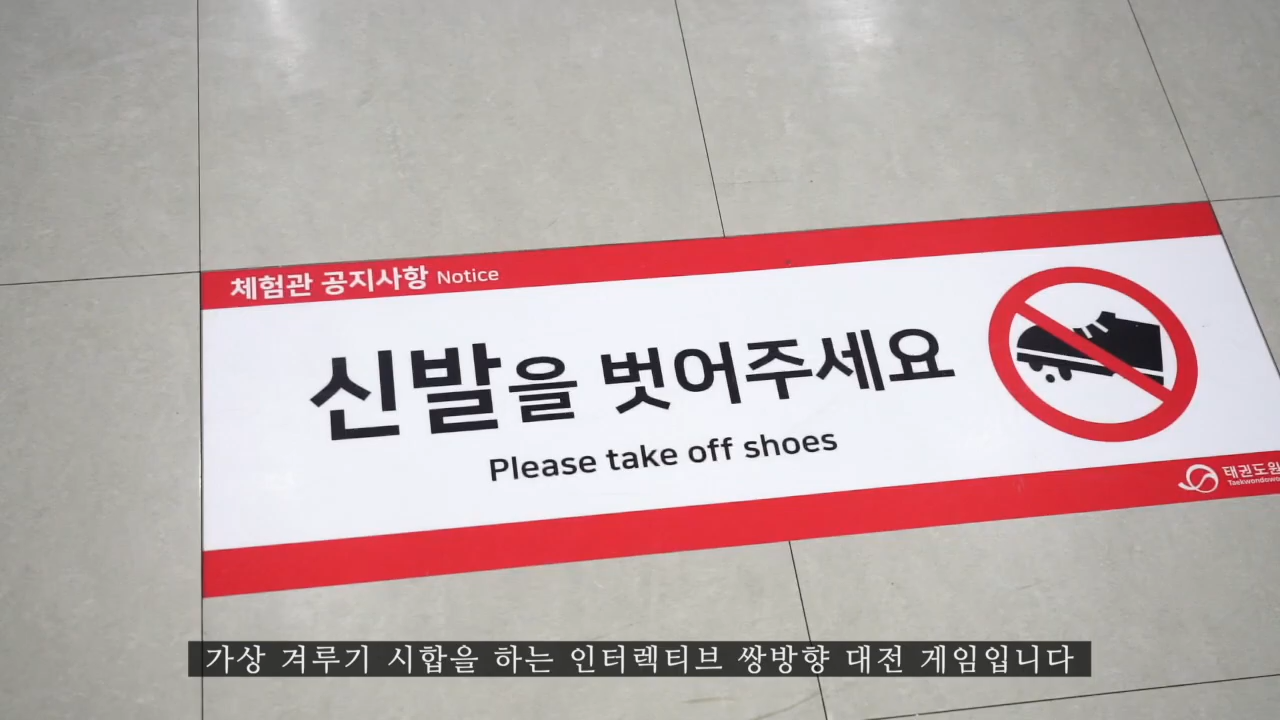 체험관 공지사항 Notice
신발을 벗어주세요
Please take off shoes
태권도원
Taekwondowon
가상 겨루기 시합을 하는 인터렉티브 쌍방향 대전 게임입니다